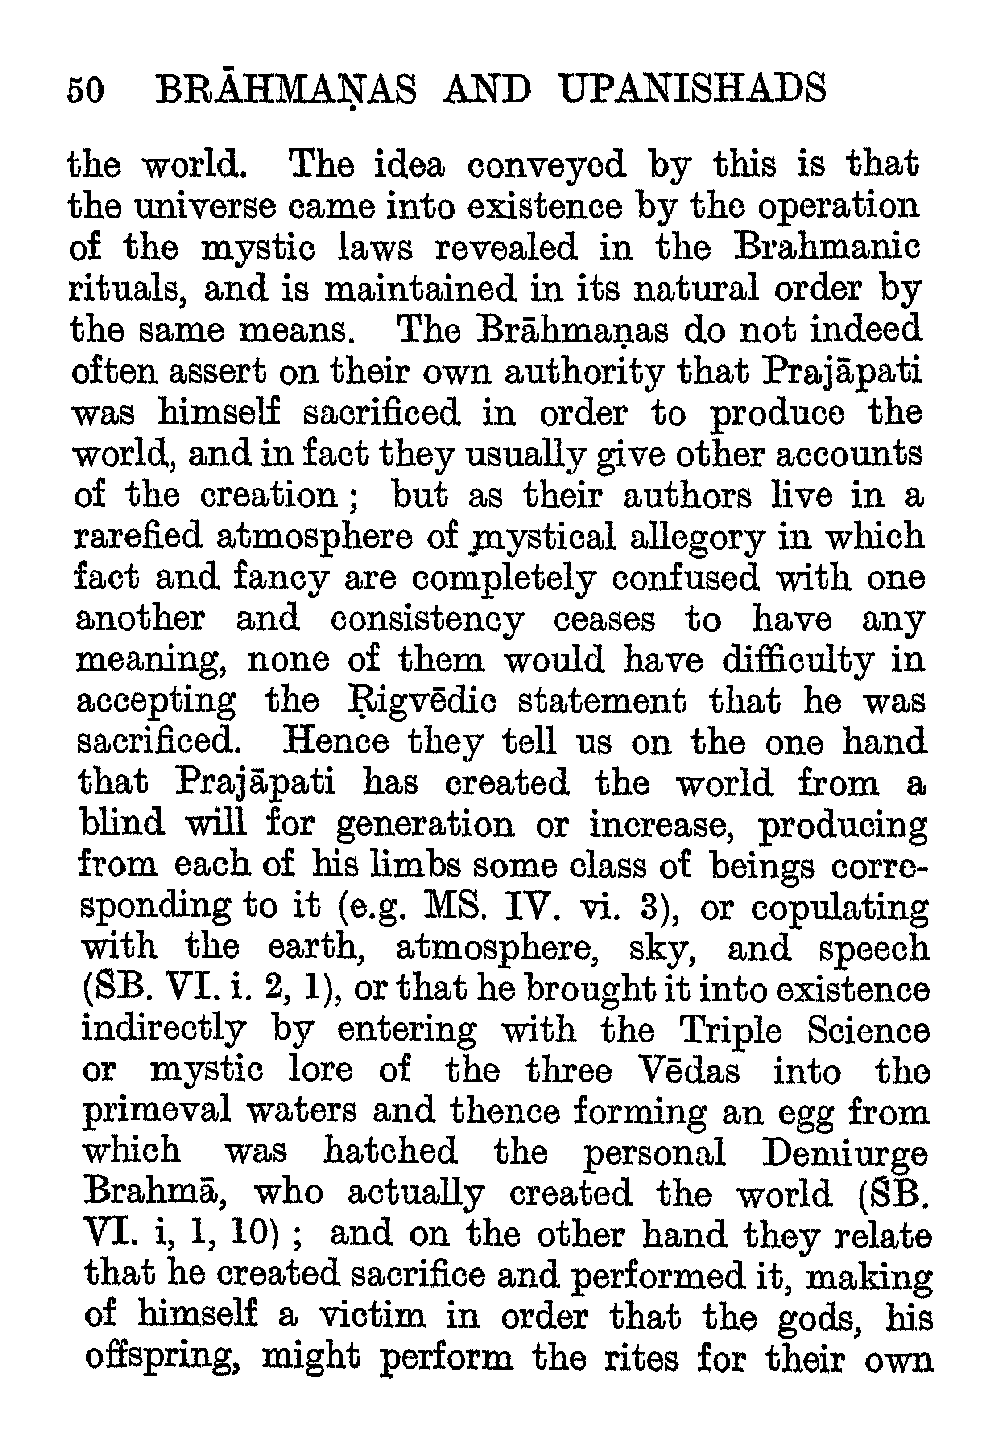 50 BRĀHMAṆAS AND UPANISHADS
the world. The idea conveyed by this is that
the universe came into existence by the operation
of the mystic laws revealed in the Brahmanic
rituals, and is maintained in its natural order by
the same means. The Brāhmaṇas do not indeed
often assert on their own authority that Prajāpati
was himself sacrificed in order to produce the
world, and in fact they usually give other accounts
of the creation ; but as their authors live in a
rarefied atmosphere of mystical allegory in which
fact and fancy are completely confused with one
another and consistency ceases to have any
meaning, none of them would have difficulty in
accepting the Ṛigvēdic statement that he was
sacrificed. Hence they tell us on the one hand
that Prajāpati has created the world from a
blind will for generation or increase, producing
from each of his limbs some class of beings corre-
sponding to it (e.g. MS. IV. vi. 3), or copulating
with the earth, atmosphere, sky, and speech
(ŚB. VI. i. 2, 1), or that he brought it into existence
indirectly by entering with the Triple Science
or mystic lore of the three Vēdas into the
primeval waters and thence forming an egg from
which was hatched the personal Demiurge
Brahmā, who actually created the world (ŚB.
VI. i, 1, 10) ; and on the other hand they relate
that he created sacrifice and performed it, making
of himself a victim in order that the gods, his
offspring, might perform the rites for their own